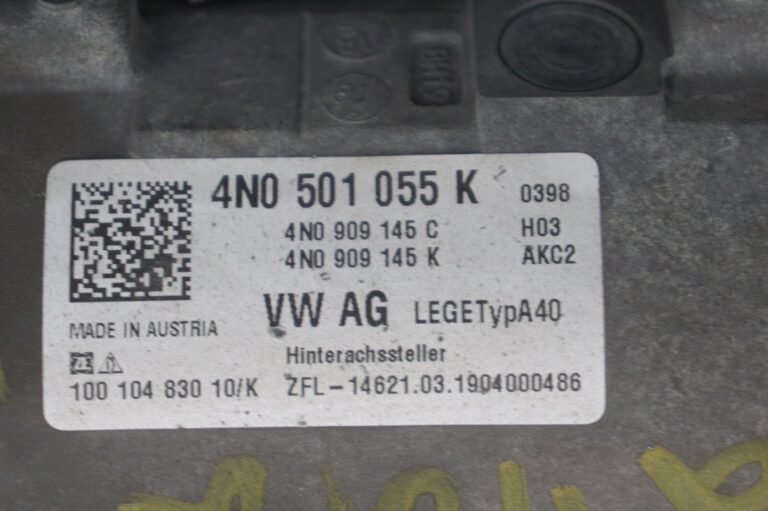 4N0 501 055 K 0398
4N0 909 145 C H03
4N0 909 145 K AKC2
VW AG LEGETypA40
MADE IN AUSTRIA
Hinterachssteller
ZF
100 104 830 10/K ZFL-14621.03.1904000486